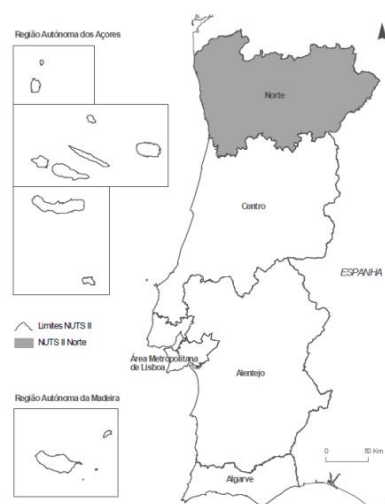 Região Autónoma dos Açores
Norte
Centro
ESPANHA
Limites NUTS II
NUTS II Norte
Área Metropolitana
de Lisboa
Alentejo
Região Autónoma da Madeira
0 50 Km
Algarve